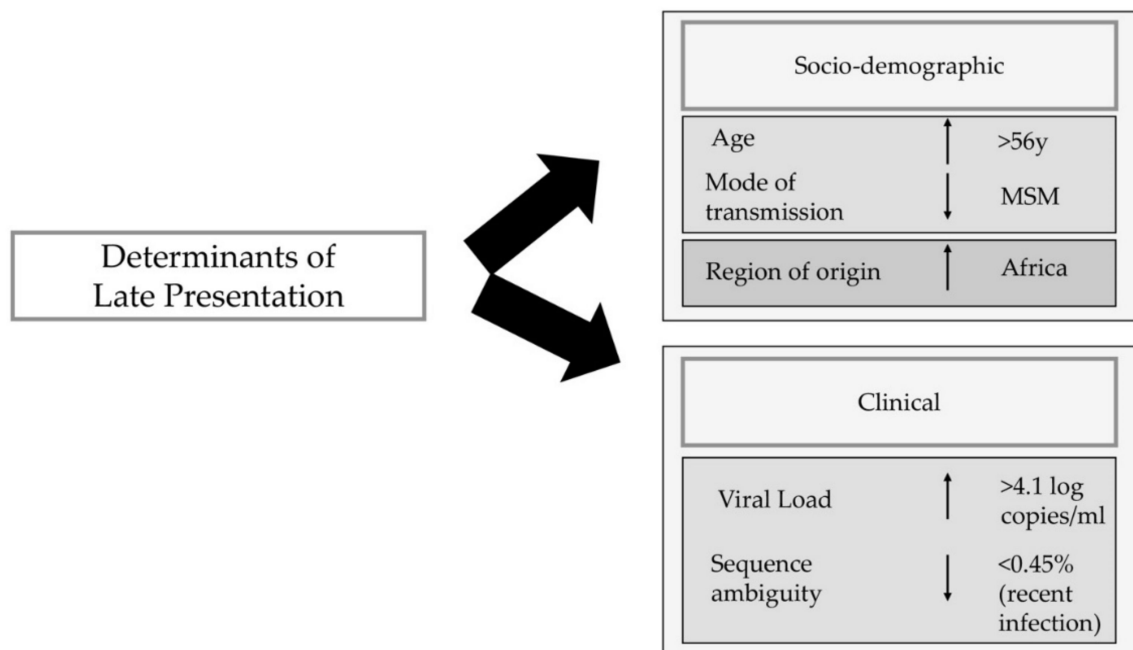 Determinants of
Late Presentation
Socio-demographic
Age >56y
Mode of
transmission MSM
Region of origin Africa
Clinical
Viral Load >4.1 log
copies/ml
Sequence
ambiguity <0.45%
(recent
infection)